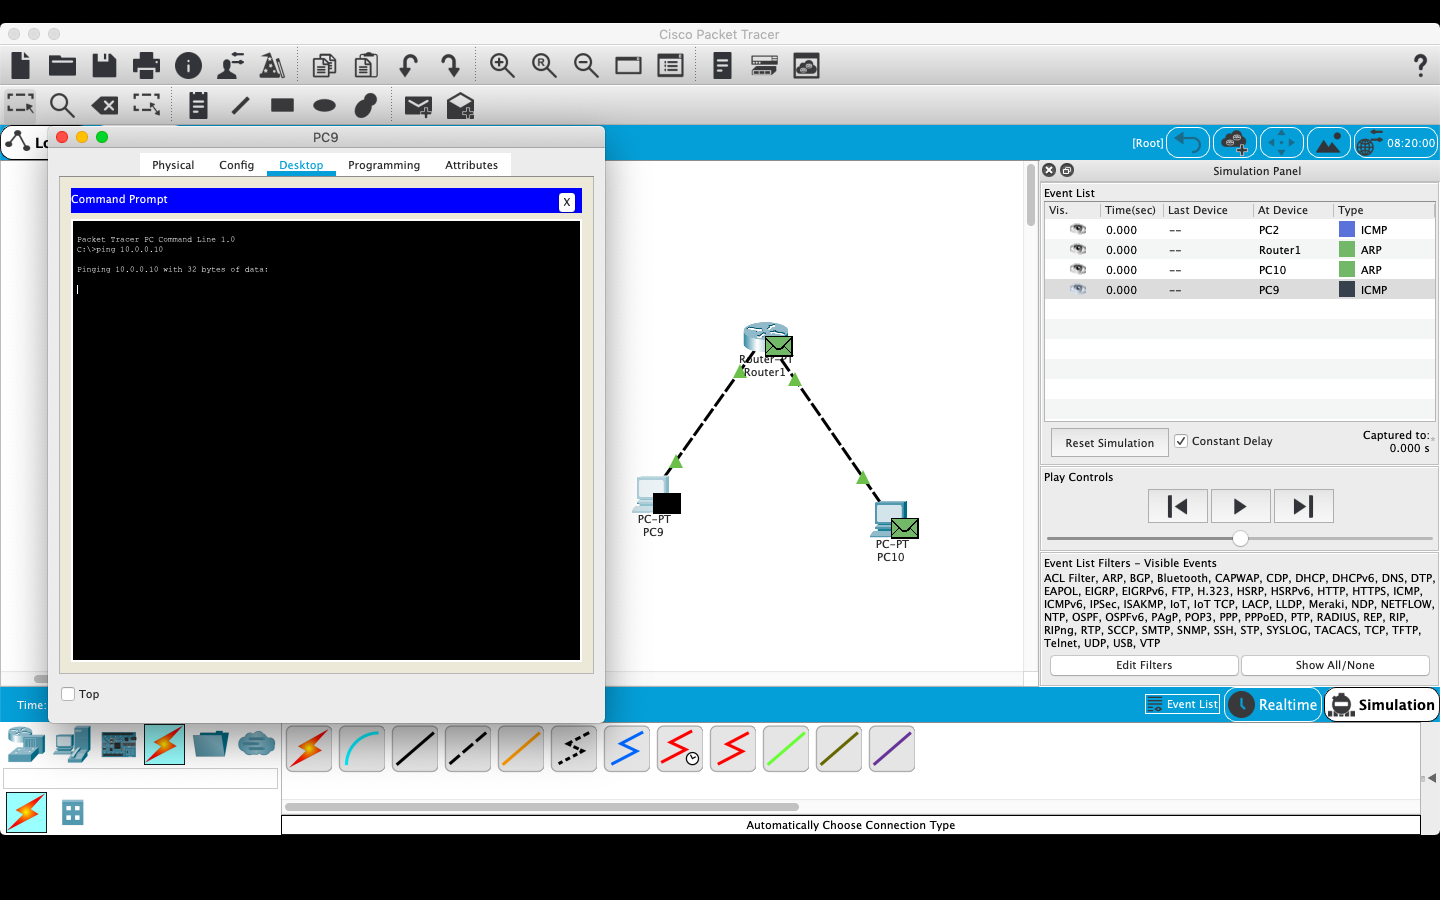 Cisco Packet Tracer
PC9
Physical Config Desktop Programming Attributes
Command Prompt
X
Packet Tracer PC Command Line 1.0
C:\>ping 10.0.0.10
Pinging 10.0.0.10 with 32 bytes of data:
Top
Router-PT
Router1
PC-PT
PC9
PC-PT
PC10
[Root]
08:20:00
Simulation Panel
Event List
Vis. Time(sec) Last Device At Device Type
0.000 -- PC2 ICMP
0.000 -- Router1 ARP
0.000 -- PC10 ARP
0.000 -- PC9 ICMP
Reset Simulation
Constant Delay
Captured to:
0.000 s
Play Controls
Event List Filters - Visible Events
ACL Filter, ARP, BGP, Bluetooth, CAPWAP, CDP, DHCP, DHCPv6, DNS, DTP,
EAPOL, EIGRP, EIGRPv6, FTP, H.323, HSRP, HSRPv6, HTTP, HTTPS, ICMP,
ICMPv6, IPSec, ISAKMP, IoT, IoT TCP, LACP, LLDP, Meraki, NDP, NETFLOW,
NTP, OSPF, OSPFv6, PAgP, POP3, PPP, PPPoED, PTP, RADIUS, REP, RIP,
RIPng, RTP, SCCP, SMTP, SNMP, SSH, STP, SYSLOG, TACACS, TCP, TFTP,
Telnet, UDP, USB, VTP
Edit Filters
Show All/None
Time:
Event List
Realtime
Simulation
Automatically Choose Connection Type